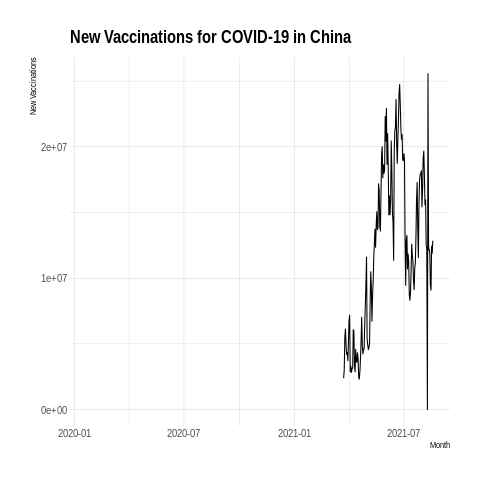 New Vaccinations for COVID-19 in China
New Vaccinations
2e+07
1e+07
0e+00
2020-01 2020-07 2021-01 2021-07
Month